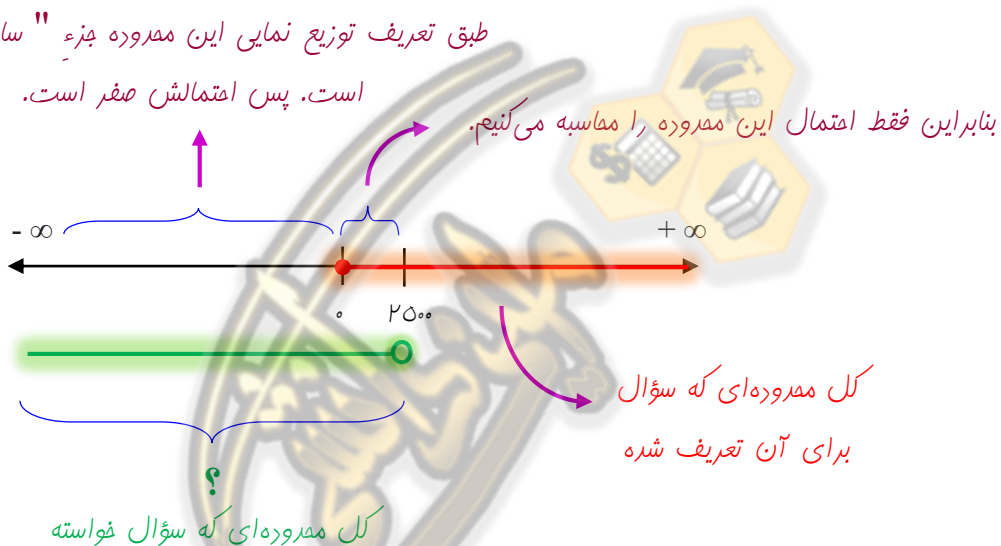 طبق تعریف توزیع نمایی این محدوده جزءِ " سا
است. پس احتمالش صفر است.
بنابراین فقط احتمال این محدوده را محاسبه می‌کنیم.
- ∞
+ ∞
۰
۲۵۰۰
کل محدوده‌ای که سؤال
برای آن تعریف شده
؟
کل محدوده‌ای که سؤال خواسته